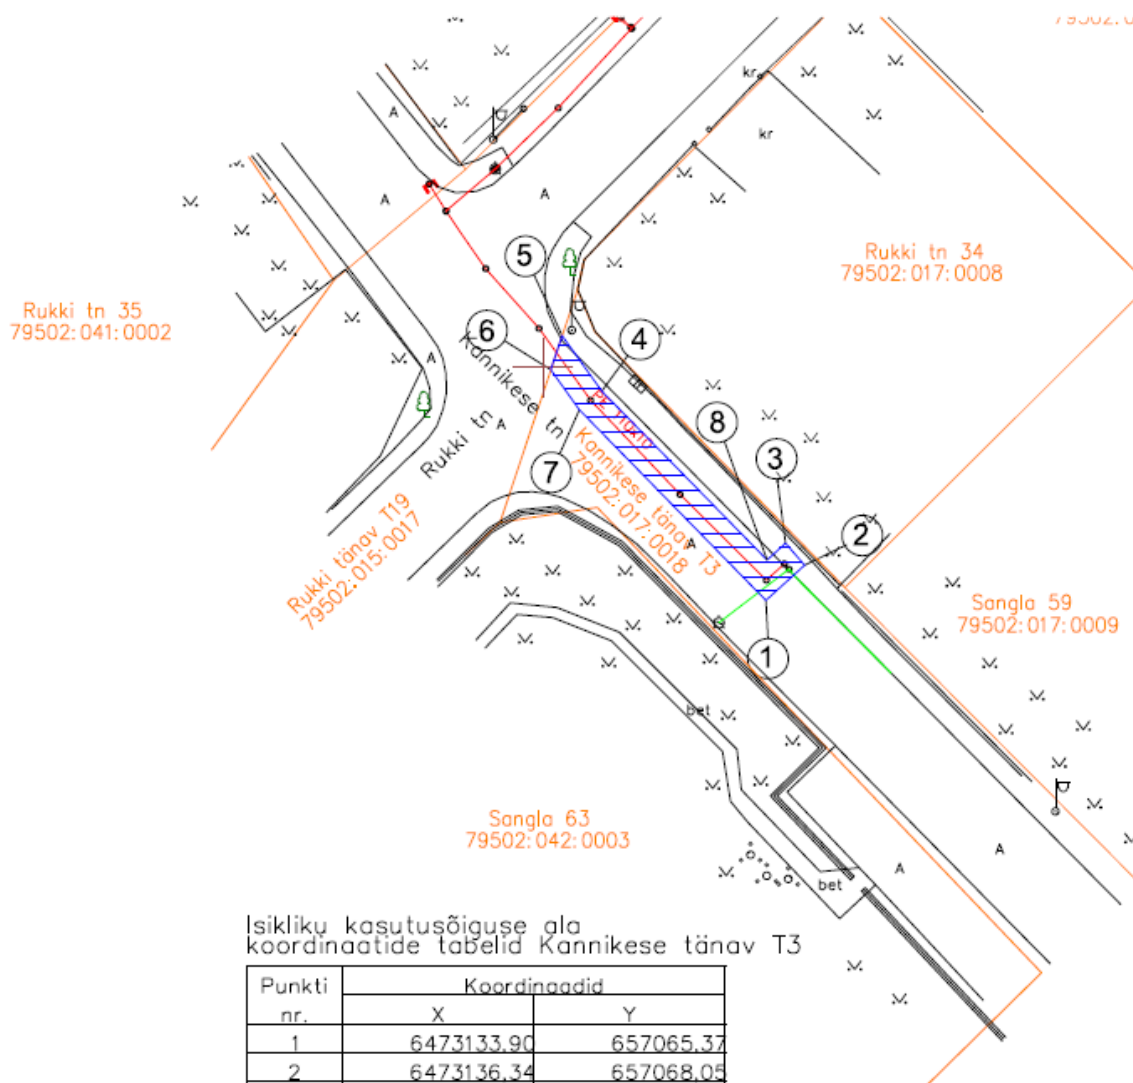 79502:0
kr
kr
A
A
A
Rukki tn 34
79502:017:0008
Rukki tn 35
79502:041:0002
5
6
4
A
Kannikese tn
A
Rukki tn
8
3
7
2
Kannikese tänav T3
79502:017:0018
A
Rukki tänav T19
79502:015:0017
Sangla 59
79502:017:0009
1
bet
Sangla 63
79502:042:0003
A
A
bet
Isikliku kasutusõiguse ala
koordinaatide tabelid Kannikese tänav T3
Punkti nr.
Koordinaadid
X Y
1 6473133.90 657065.37
2 6473136.34 657068.05